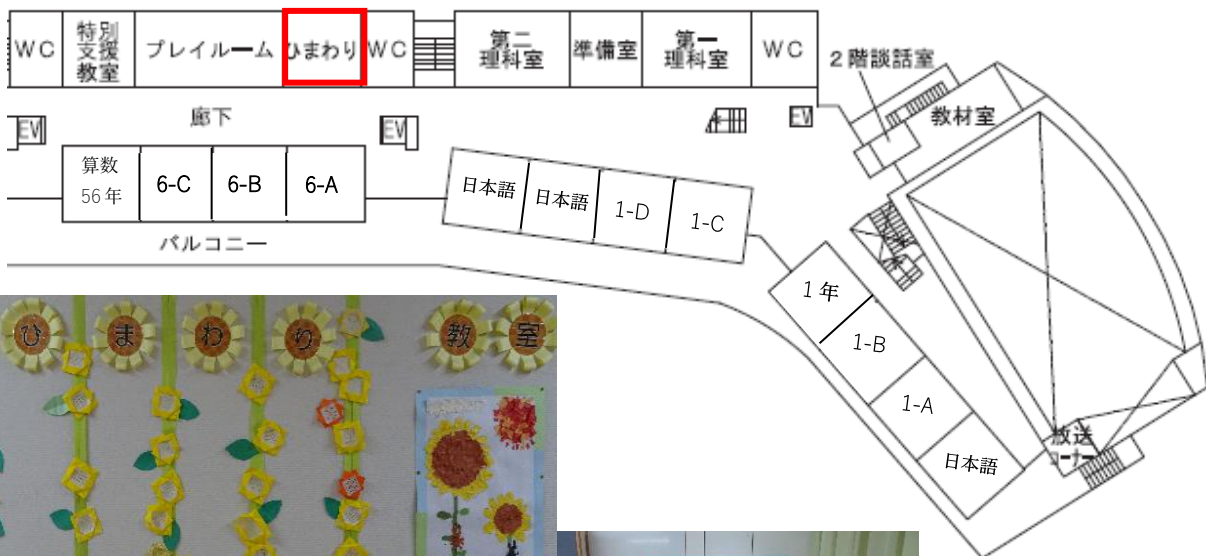 WC
特別
支援
教室
プレイルーム
ひまわり
WC
第二
理科室
準備室
第一
理科室
WC
2階談話室
教材室
廊下
EV
EV
EV
算数
56年
6-C
6-B
6-A
日本語
日本語
1-D
1-C
バルコニー
1年
1-B
1-A
日本語
放送
コーナー
ひまわり教室